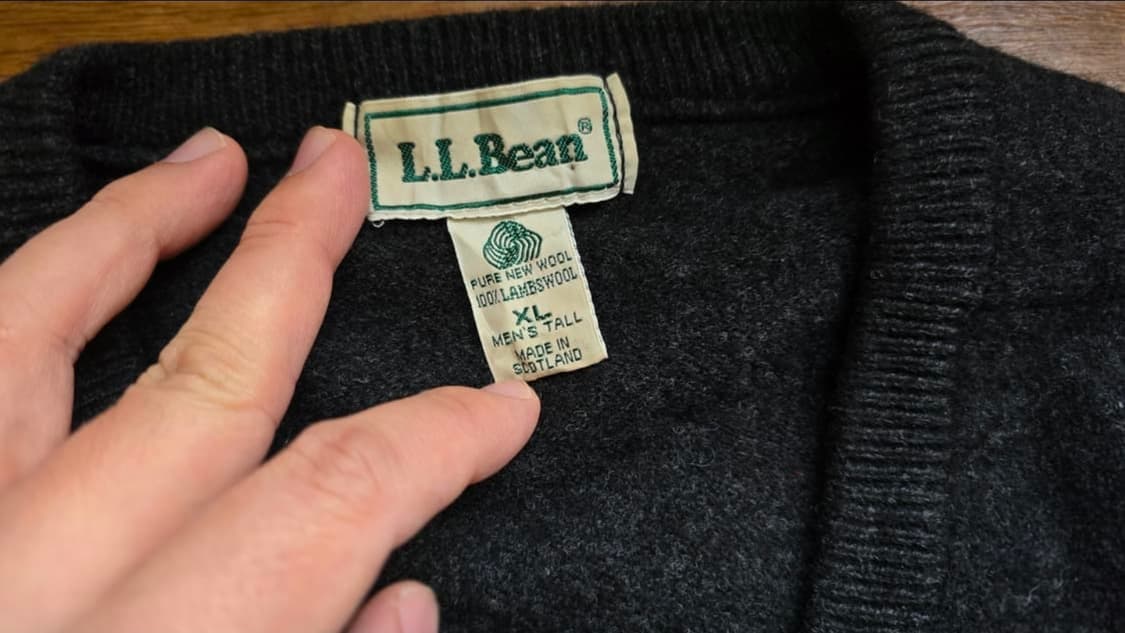 L.L.Bean®
PURE NEW WOOL
100% LAMBSWOOL
XL
MEN'S TALL
MADE IN
SCOTLAND